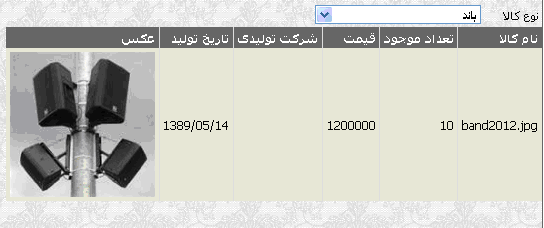 نوع کالا باند
نام کالا تعداد موجود قیمت شرکت تولیدی تاریخ تولید عکس
band2012.jpg 10 1200000 1389/05/14